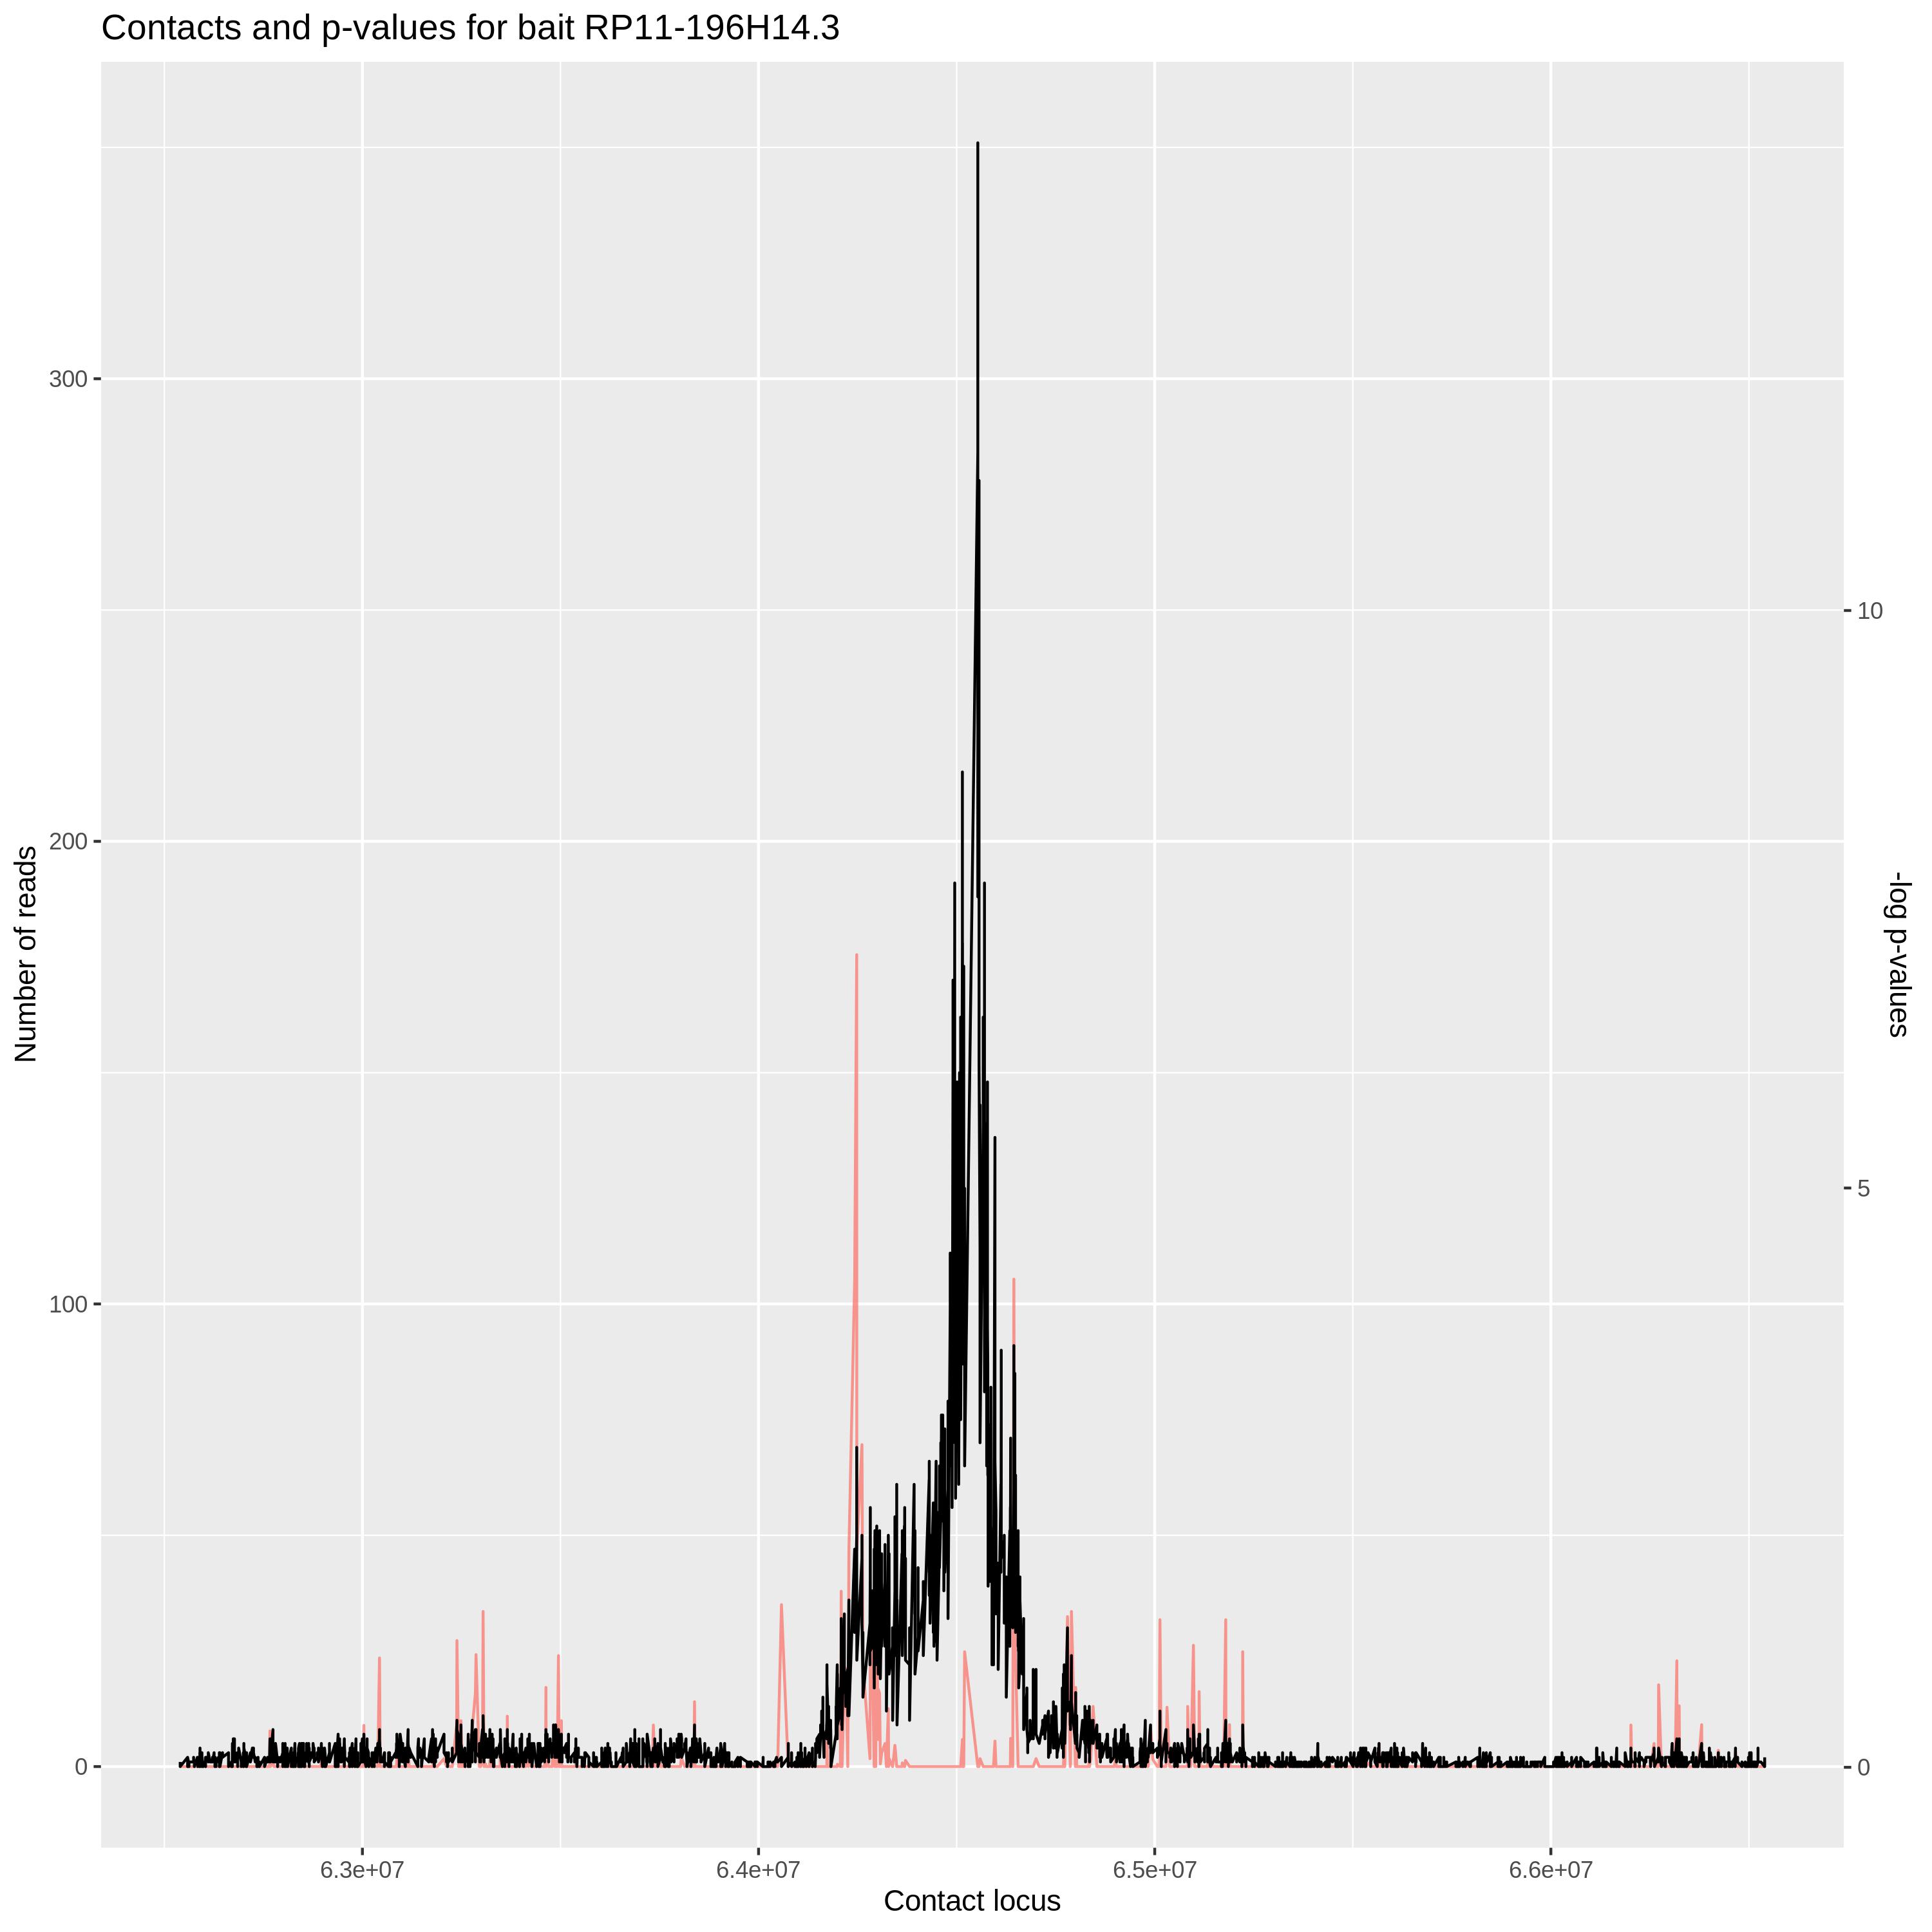 Contacts and p-values for bait RP11-196H14.3
300
200
100
0
Number of reads
10
5
0
-log p-values
6.3e+07
6.4e+07
6.5e+07
6.6e+07
Contact locus